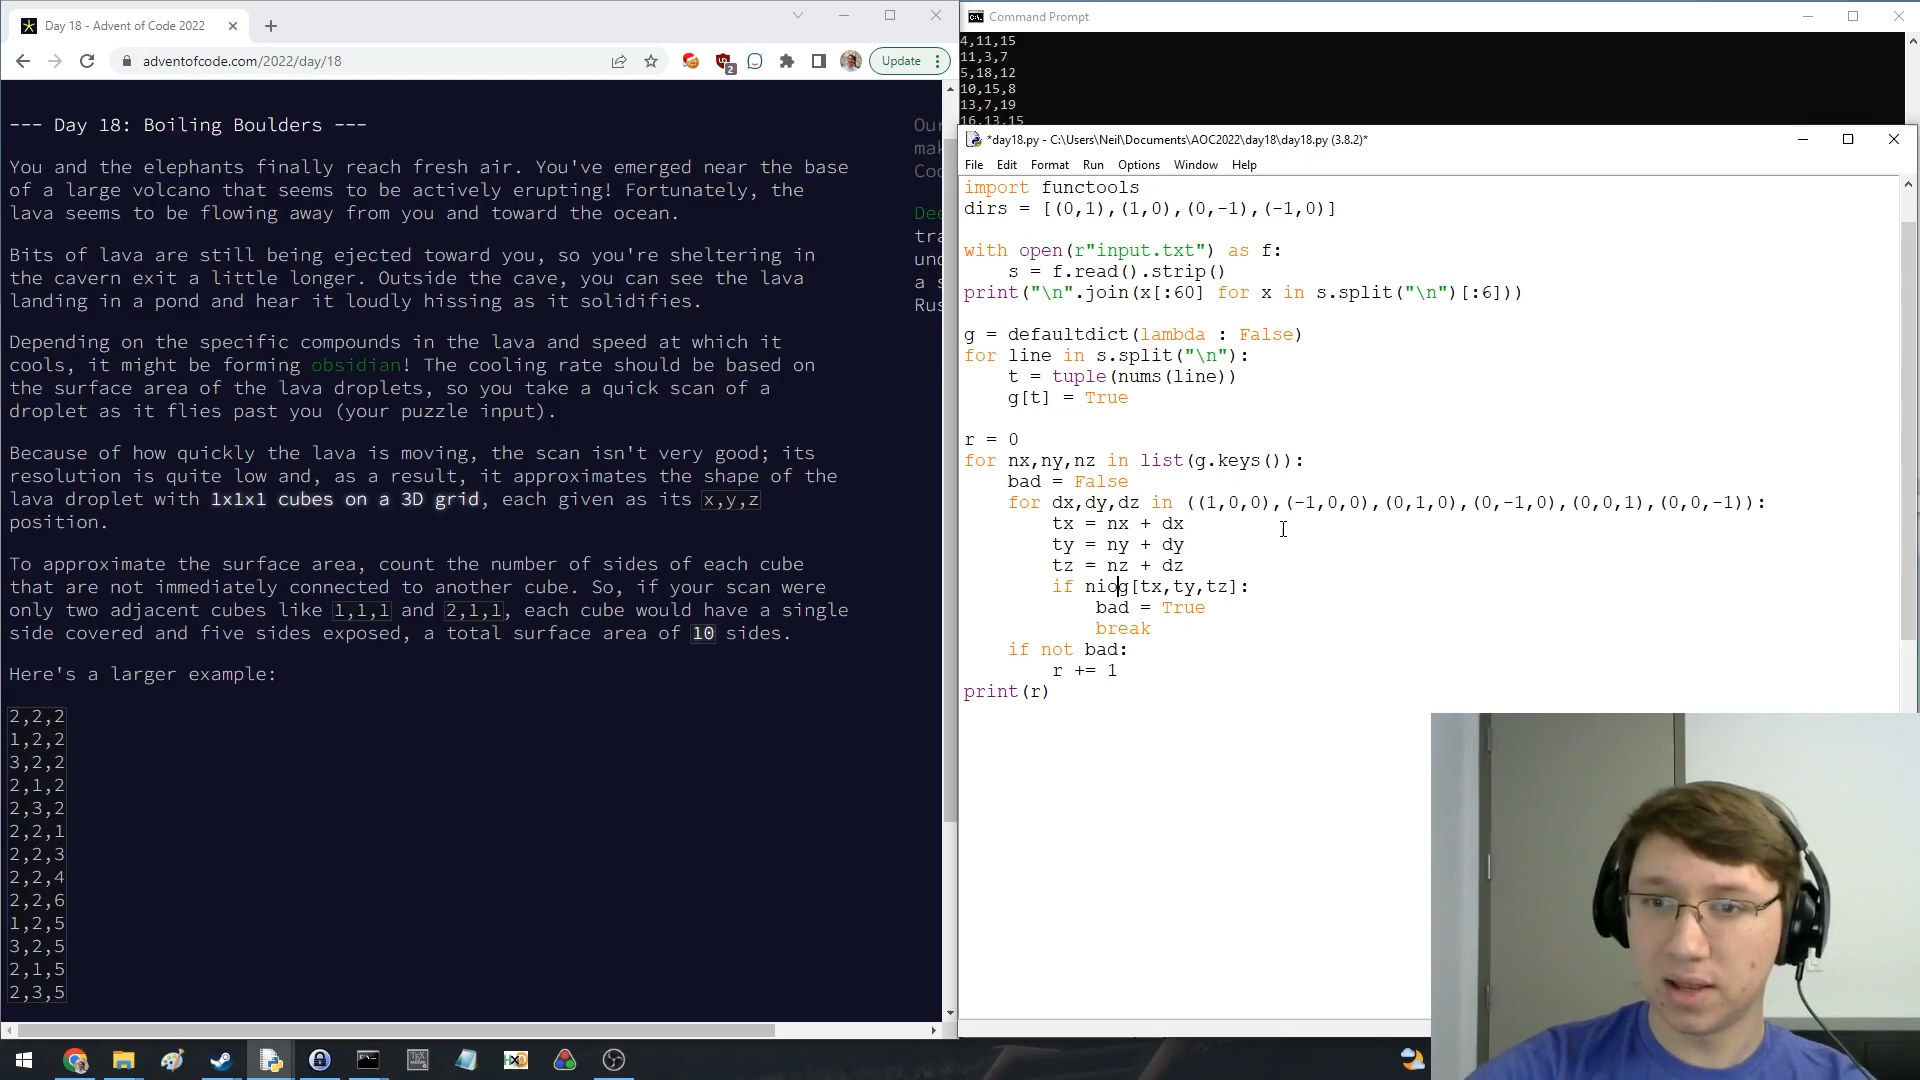 Day 18 - Advent of Code 2022
adventofcode.com/2022/day/18
2
Update
--- Day 18: Boiling Boulders ---
You and the elephants finally reach fresh air. You've emerged near the base
of a large volcano that seems to be actively erupting! Fortunately, the
lava seems to be flowing away from you and toward the ocean.
Bits of lava are still being ejected toward you, so you're sheltering in
the cavern exit a little longer. Outside the cave, you can see the lava
landing in a pond and hear it loudly hissing as it solidifies.
Depending on the specific compounds in the lava and speed at which it
cools, it might be forming obsidian! The cooling rate should be based on
the surface area of the lava droplets, so you take a quick scan of a
droplet as it flies past you (your puzzle input).
Because of how quickly the lava is moving, the scan isn't very good; its
resolution is quite low and, as a result, it approximates the shape of the
lava droplet with 1x1x1 cubes on a 3D grid, each given as its x,y,z
position.
To approximate the surface area, count the number of sides of each cube
that are not immediately connected to another cube. So, if your scan were
only two adjacent cubes like 1,1,1 and 2,1,1, each cube would have a single
side covered and five sides exposed, a total surface area of 10 sides.
Here's a larger example:
2,2,2
1,2,2
3,2,2
2,1,2
2,3,2
2,2,1
2,2,3
2,2,4
2,2,6
1,2,5
3,2,5
2,1,5
2,3,5
Our
Dee
tra
a s
Rus
Command Prompt
4,11,15
11,3,7
5,18,12
10,15,8
13,7,19
16,13,15
*day18.py - C:\Users\Neil\Documents\AOC2022\day18\day18.py (3.8.2)*
File Edit Format Run Options Window Help
import functools
dirs = [(0,1),(1,0),(0,-1),(-1,0)]
with open(r"input.txt") as f:
    s = f.read().strip()
print("\n".join(x[:60] for x in s.split("\n")[:6]))
g = defaultdict(lambda : False)
for line in s.split("\n"):
    t = tuple(nums(line))
    g[t] = True
r = 0
for nx,ny,nz in list(g.keys()):
    bad = False
    for dx,dy,dz in ((1,0,0),(-1,0,0),(0,1,0),(0,-1,0),(0,0,1),(0,0,-1)):
        tx = nx + dx
        ty = ny + dy
        tz = nz + dz
        if niog[tx,ty,tz]:
            bad = True
            break
    if not bad:
        r += 1
print(r)